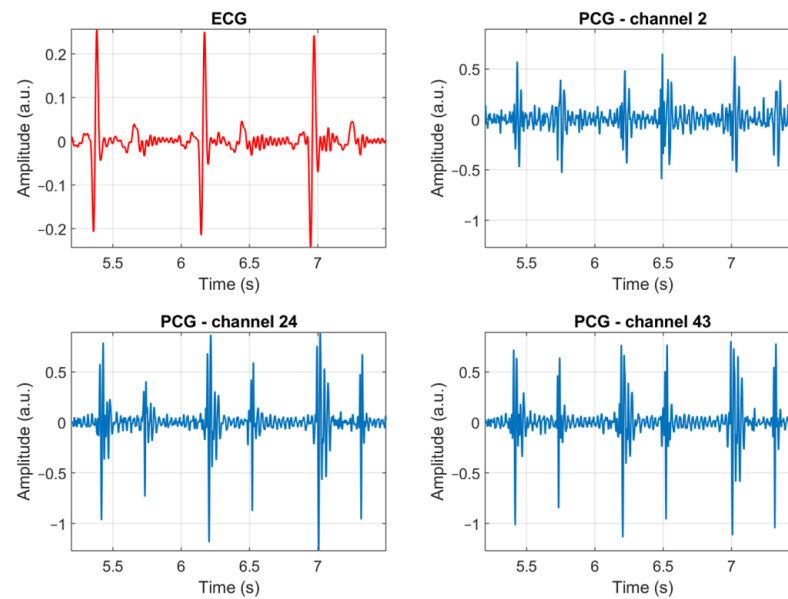 ECG
Amplitude (a.u.)
0.2
0.1
0
−0.1
−0.2
5.5 6 6.5 7
Time (s)
PCG - channel 2
Amplitude (a.u.)
0.5
0
−0.5
−1
5.5 6 6.5 7
Time (s)
PCG - channel 24
Amplitude (a.u.)
0.5
0
−0.5
−1
5.5 6 6.5 7
Time (s)
PCG - channel 43
Amplitude (a.u.)
0.5
0
−0.5
−1
5.5 6 6.5 7
Time (s)